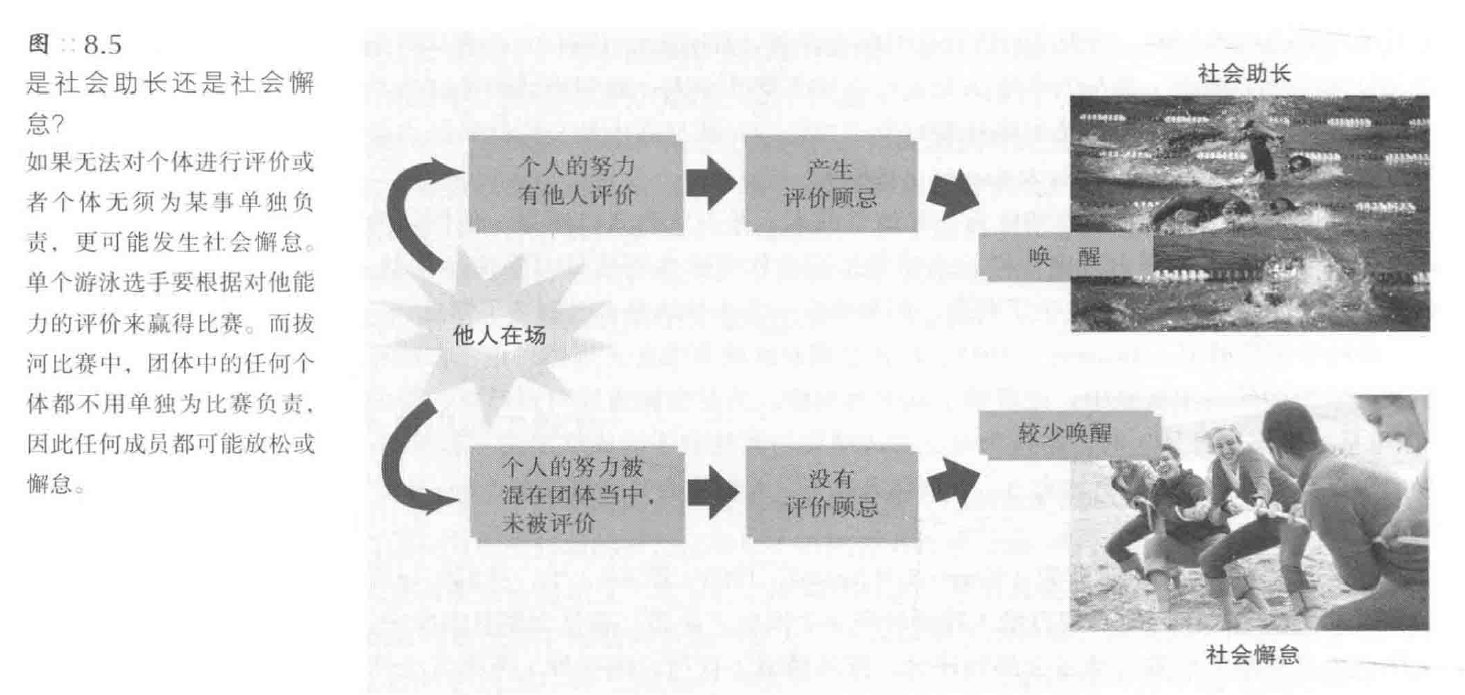 图 8.5
是社会助长还是社会懈
怠？
如果无法对个体进行评价或
者个体无须为某事单独负
责，更可能发生社会懈怠。
单个游泳选手要根据对他能
力的评价来赢得比赛。而拔
河比赛中，团体中的任何个
体都不用单独为比赛负责，
因此任何成员都可能放松或
懈怠。
他人在场
个人的努力
有他人评价
产生
评价顾忌
唤 醒
社会助长
个人的努力被
混在团体当中，
未被评价
没有
评价顾忌
较少唤醒
社会懈怠